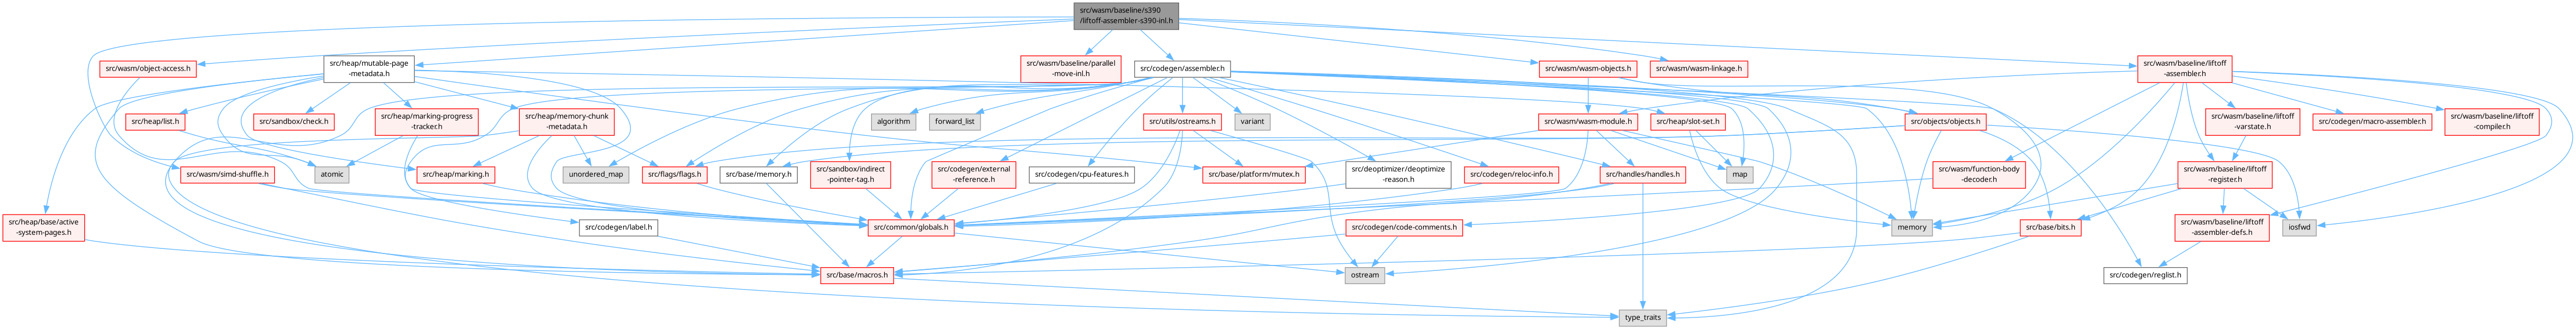 src/wasm/baseline/s390
/liftoff-assembler-s390-inl.h
src/wasm/object-access.h
src/heap/mutable-page
-metadata.h
src/wasm/baseline/parallel
-move-inl.h
src/codegen/assembler.h
src/wasm/wasm-objects.h
src/wasm/wasm-linkage.h
src/wasm/baseline/liftoff
-assembler.h
src/heap/list.h
src/sandbox/check.h
src/heap/marking-progress
-tracker.h
src/heap/memory-chunk
-metadata.h
algorithm
forward_list
src/utils/ostreams.h
variant
src/wasm/wasm-module.h
src/heap/slot-set.h
src/objects/objects.h
src/wasm/baseline/liftoff
-varstate.h
src/codegen/macro-assembler.h
src/wasm/baseline/liftoff
-compiler.h
src/wasm/simd-shuffle.h
atomic
src/heap/marking.h
unordered_map
src/flags/flags.h
src/base/memory.h
src/sandbox/indirect
-pointer-tag.h
src/codegen/external
-reference.h
src/codegen/cpu-features.h
src/base/platform/mutex.h
src/deoptimizer/deoptimize
-reason.h
src/codegen/reloc-info.h
src/handles/handles.h
map
src/wasm/function-body
-decoder.h
src/wasm/baseline/liftoff
-register.h
src/heap/base/active
-system-pages.h
src/codegen/label.h
src/common/globals.h
src/codegen/code-comments.h
memory
src/base/bits.h
src/wasm/baseline/liftoff
-assembler-defs.h
iosfwd
src/base/macros.h
ostream
src/codegen/reglist.h
type_traits